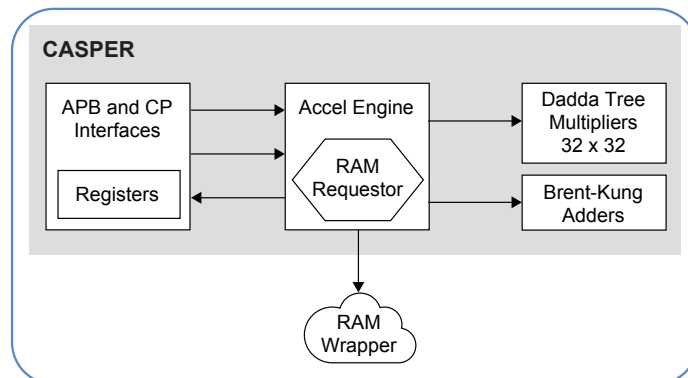 CASPER
APB and CP
Interfaces
Registers
Accel Engine
RAM
Requestor
Dadda Tree
Multipliers
32 x 32
Brent-Kung
Adders
RAM
Wrapper